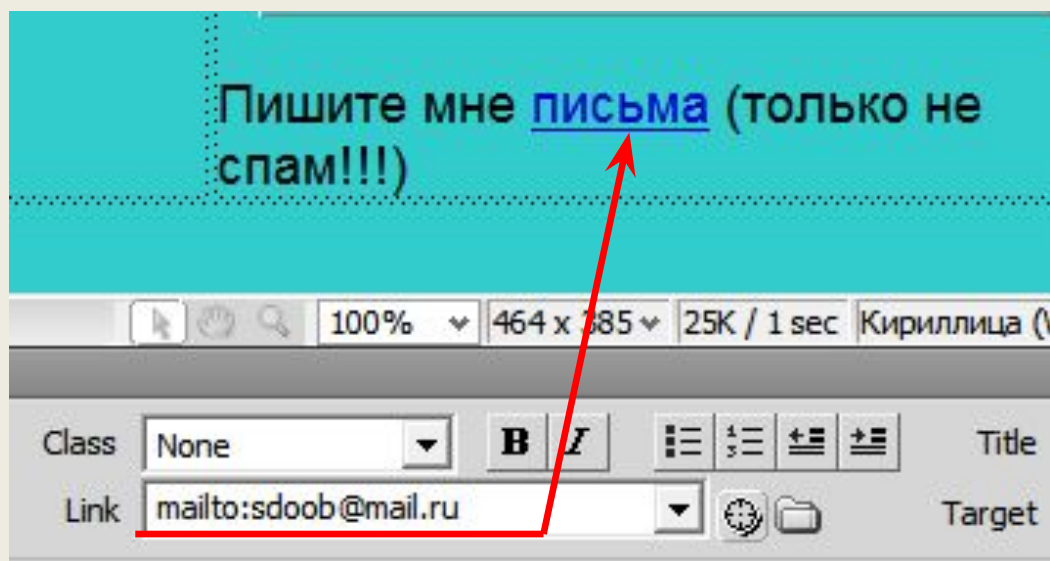 Пишите мне письма (только не
спам!!!)
100% 464 x 385 25K / 1 sec Кириллица (
Class None B I Title
Link mailto:sdoob@mail.ru Target